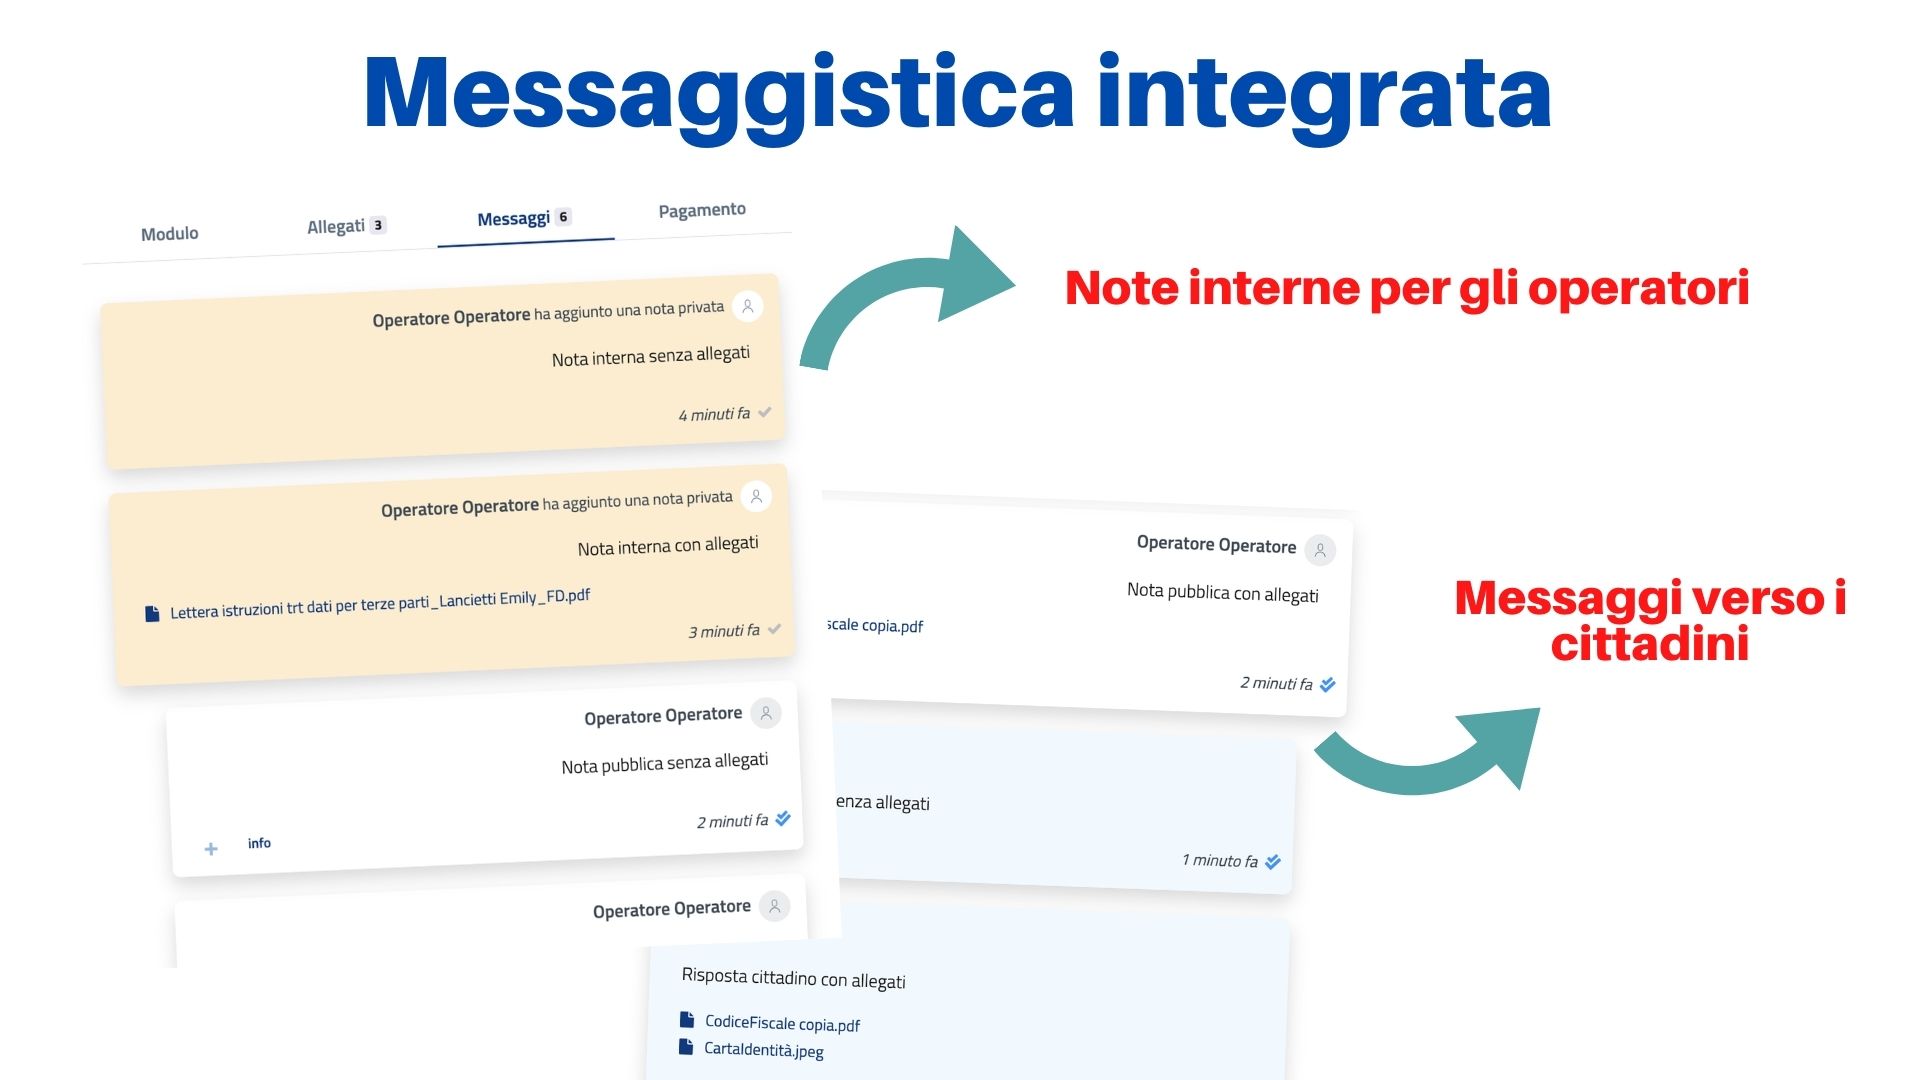 Messaggistica integrata
Modulo
Allegati 3
Messaggi 6
Pagamento
Operatore Operatore ha aggiunto una nota privata
Nota interna senza allegati
4 minuti fa
Operatore Operatore ha aggiunto una nota privata
Nota interna con allegati
Lettera istruzioni trt dati per terze parti_Lancietti Emily_FD.pdf
3 minuti fa
Operatore Operatore
Nota pubblica senza allegati
2 minuti fa
+ info
Operatore Operatore
Note interne per gli operatori
Operatore Operatore
Nota pubblica con allegati
scale copia.pdf
2 minuti fa
enza allegati
1 minuto fa
Risposta cittadino con allegati
CodiceFiscale copia.pdf
CartaIdentità.jpeg
Messaggi verso i
cittadini